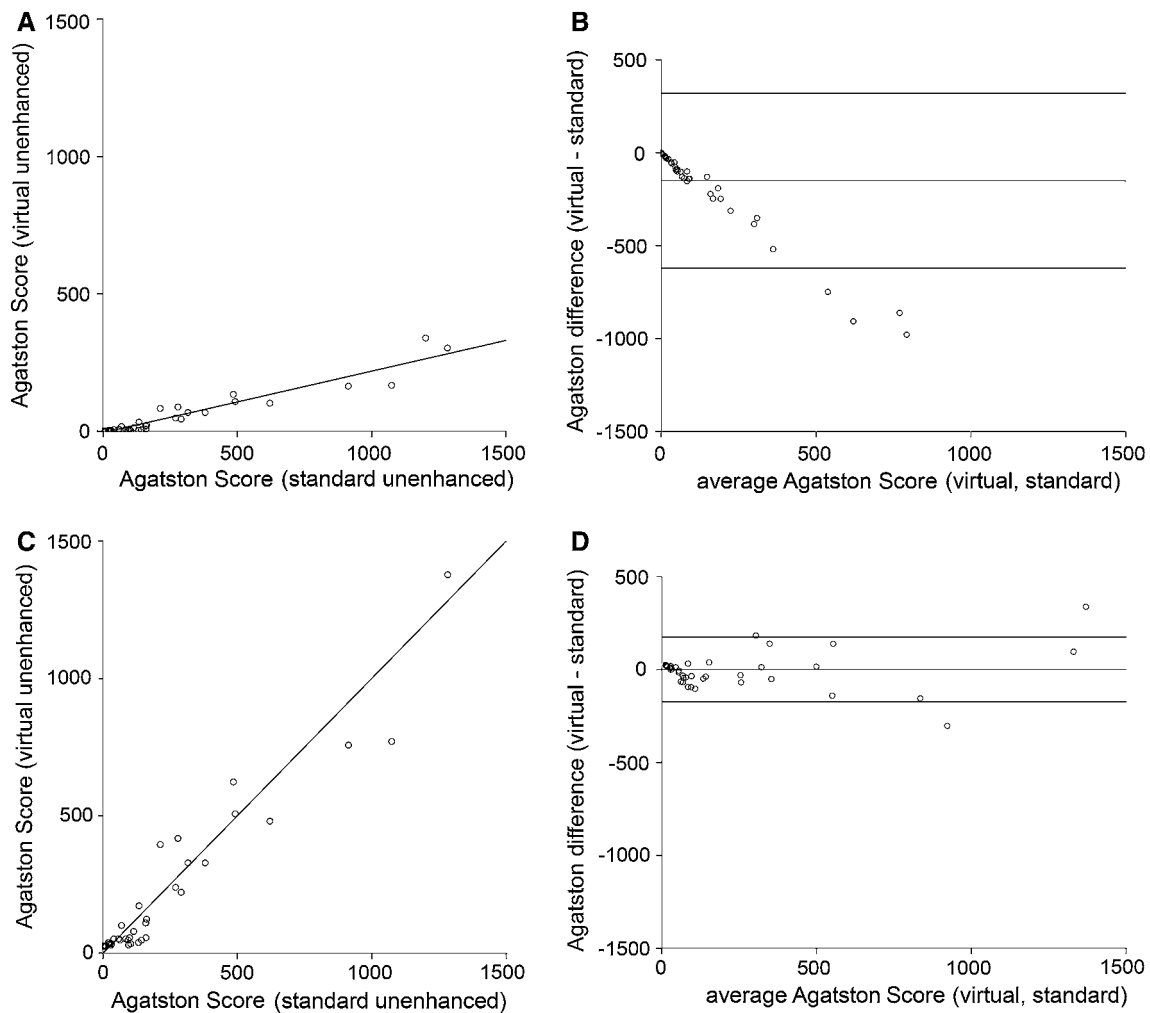 A
1500
1000
500
0
Agatston Score (virtual unenhanced)
0 500 1000 1500
Agatston Score (standard unenhanced)
B
500
0
-500
-1000
-1500
Agatston difference (virtual - standard)
0 500 1000 1500
average Agatston Score (virtual, standard)
C
1500
1000
500
0
Agatston Score (virtual unenhanced)
0 500 1000 1500
Agatston Score (standard unenhanced)
D
500
0
-500
-1000
-1500
Agatston difference (virtual - standard)
0 500 1000 1500
average Agatston Score (virtual, standard)